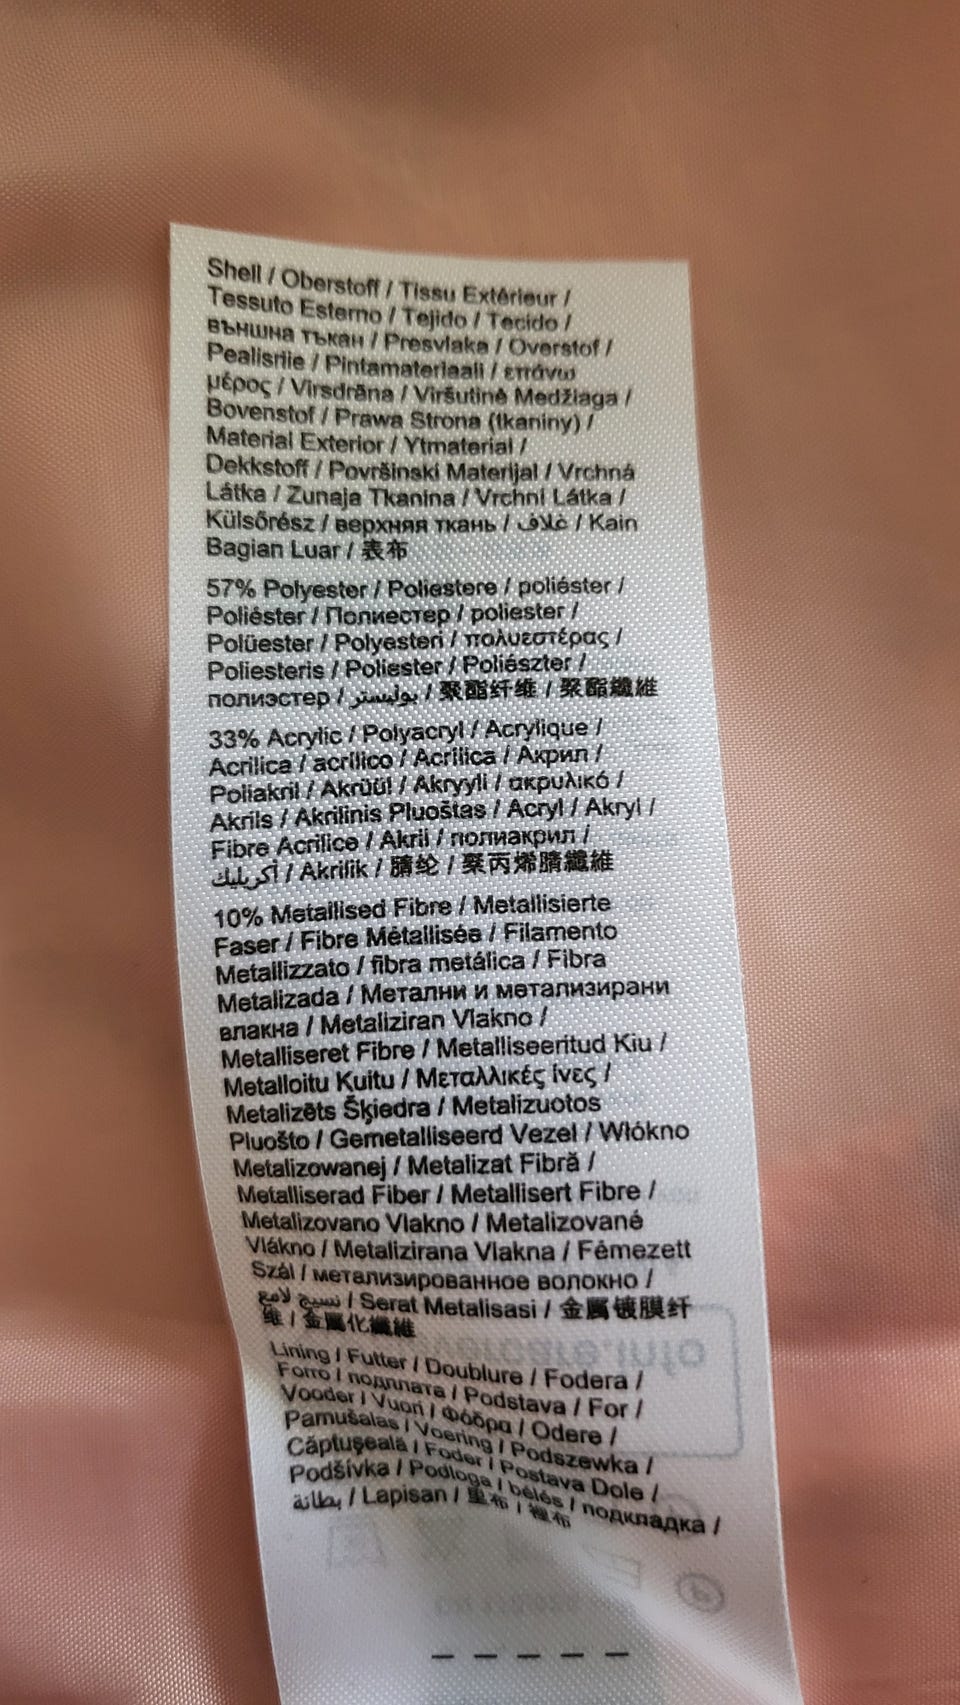 Shell / Oberstoff / Tissu Extérieur /
Tessuto Esterno / Tejido / Tecido /
външна тъкан / Presvlaka / Overstof /
Pealisriie / Pintamateriaali / επάνω
μέρος / Virsdrāna / Viršutinė Medžiaga /
Bovenstof / Prawa Strona (tkaniny) /
Material Exterior / Ytmaterial /
Dekkstoff / Površinski Materijal / Vrchná
Látka / Zunaja Tkanina / Vrchní Látka /
Külsőrész / верхняя ткань / غلاف / Kain
Bagian Luar / 表布
57% Polyester / Poliestere / poliéster /
Poliéster / Полиестер / poliester /
Polüester / Polyesteri / πολυεστέρας /
Poliesteris / Poliester / Poliészter /
полиэстер / بوليستر / 聚酯纤维 / 聚酯纖維
33% Acrylic / Polyacryl / Acrylique /
Acrilica / acrílico / Acrílica / Акрил /
Poliakril / Akrüül / Akryyli / ακρυλικό /
Akrils / Akrilinis Pluoštas / Acryl / Akryl /
Fibre Acrilice / Akril / полиакрил /
أكريليك / Akrilik / 腈纶 / 聚丙烯腈纖維
10% Metallised Fibre / Metallisierte
Faser / Fibre Métallisée / Filamento
Metallizzato / fibra metálica / Fibra
Metalizada / Метални и метализирани
влакна / Metaliziran Vlakno /
Metalliseret Fibre / Metalliseeritud Kiu /
Metalloitu Kuitu / Μεταλλικές ίνες /
Metalizēts Šķiedra / Metalizuotos
Pluošto / Gemetalliseerd Vezel / Włókno
Metalizowanej / Metalizat Fibră /
Metalliserad Fiber / Metallisert Fibre /
Metalizovano Vlakno / Metalizované
Vlákno / Metalizirana Vlakna / Fémezett
Szál / метализированное волокно /
نسيج لامع / Serat Metalisasi / 金属镀膜纤
维 / 金屬化纖維
Lining / Futter / Doublure / Fodera /
Forro / подплата / Podstava / For /
Vooder / Vuori / Φόδρα / Odere /
Pamušalas / Voering / Podszewka /
Căptuşeală / Foder / Postava Dole /
Podšívka / Podloga / bélés / подкладка /
بطانة / Lapisan / 里布 / 裡布